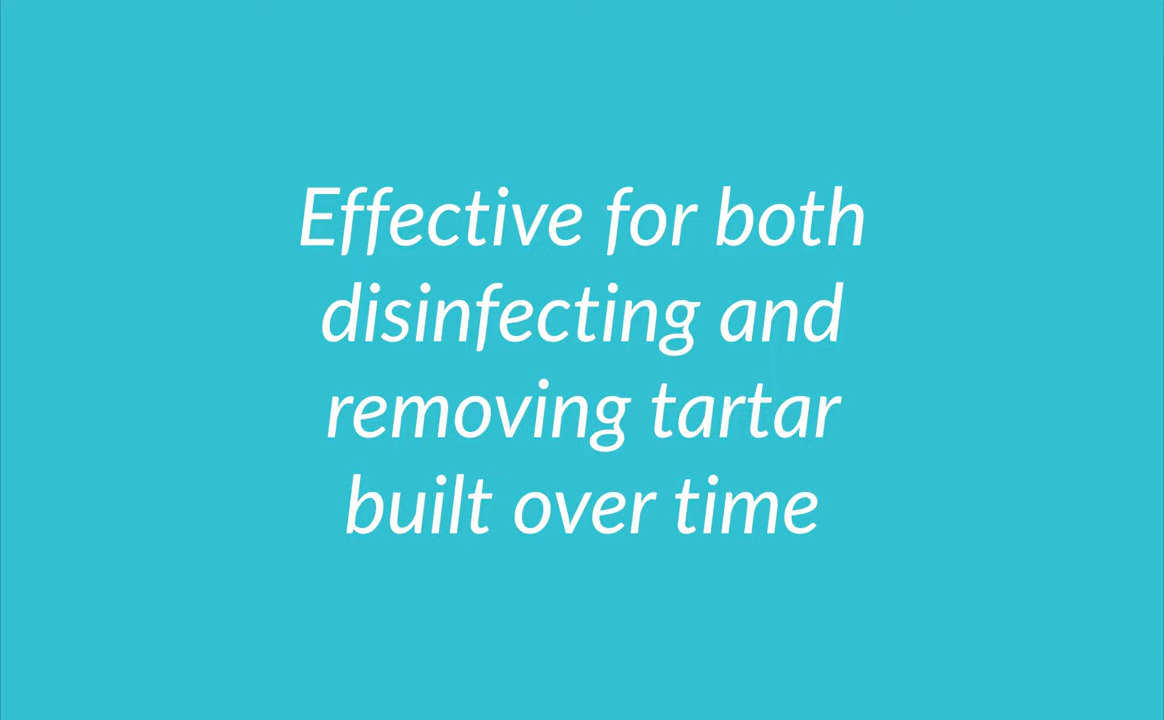 Effective for both
disinfecting and
removing tartar
built over time